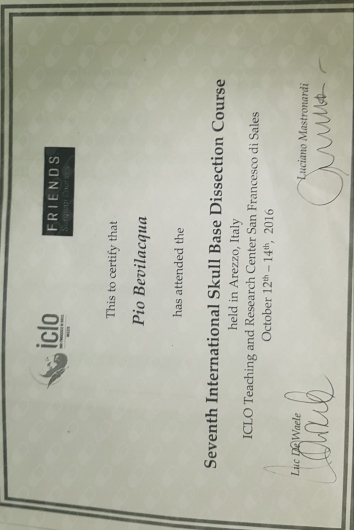 iclo
FRIENDS
This to certify that
Pio Bevilacqua
has attended the
Seventh International Skull Base Dissection Course
held in Arezzo, Italy
ICLO Teaching and Research Center San Francesco di Sales
October 12th – 14th, 2016
Luc De Waele
Luciano Mastronardi